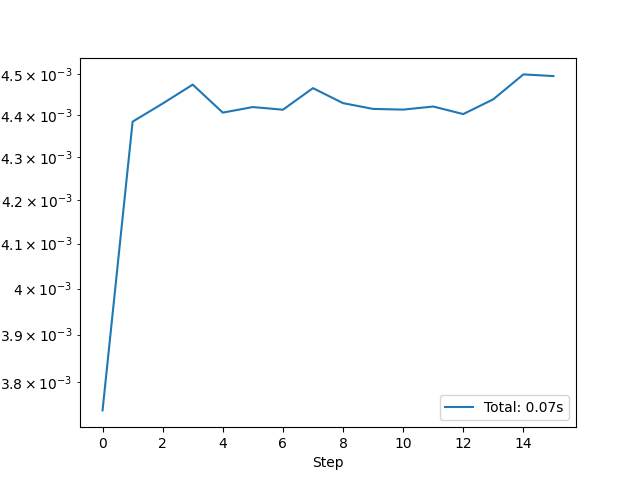 4.5 × 10⁻³
4.4 × 10⁻³
4.3 × 10⁻³
4.2 × 10⁻³
4.1 × 10⁻³
4 × 10⁻³
3.9 × 10⁻³
3.8 × 10⁻³
Total: 0.07s
0 2 4 6 8 10 12 14
Step